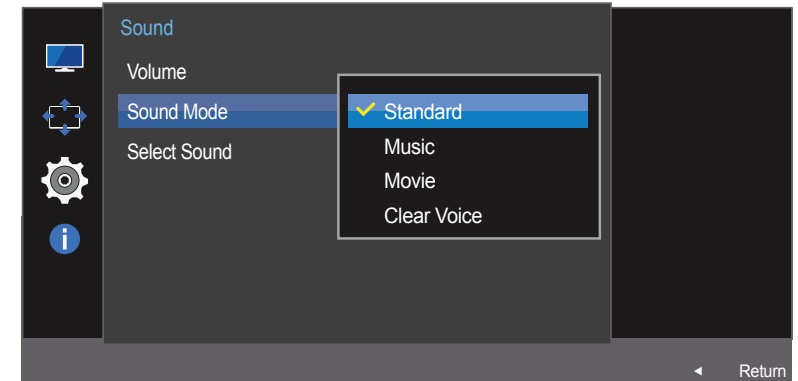 Sound
Volume
Sound Mode
Select Sound
Standard
Music
Movie
Clear Voice
Return